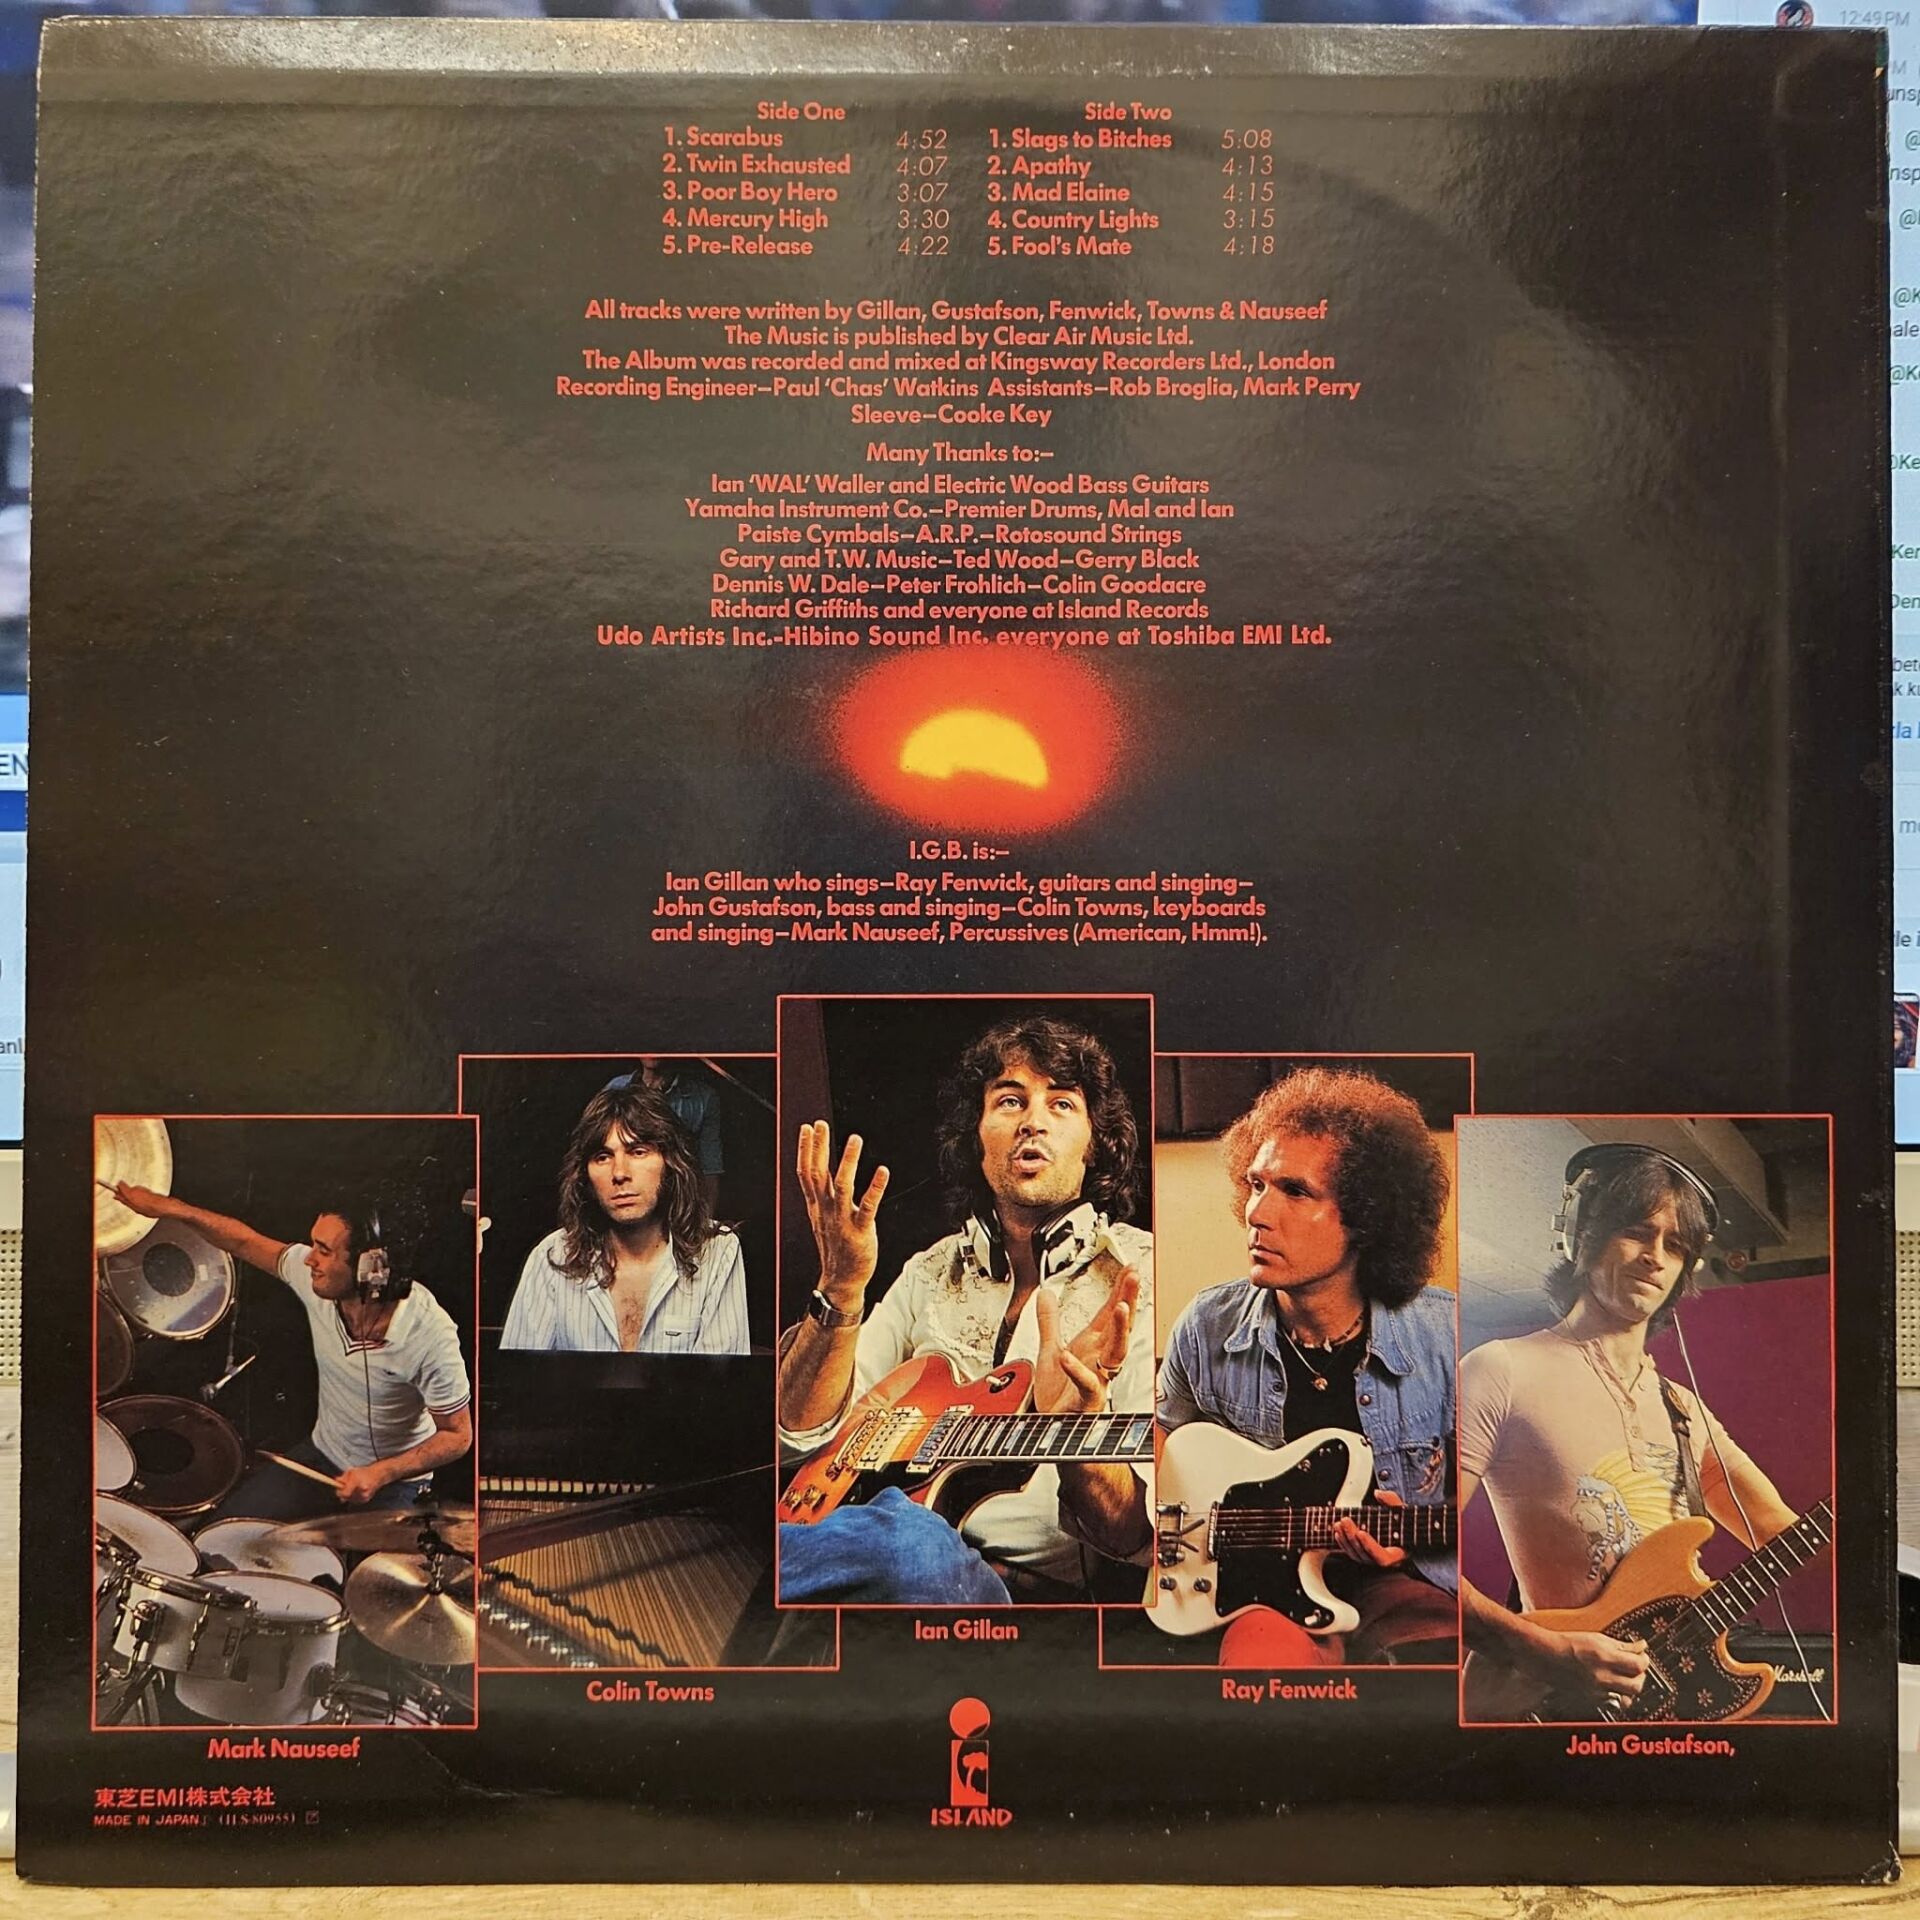 Side One
1. Scarabus 4:52
2. Twin Exhausted 4:07
3. Poor Boy Hero 3:07
4. Mercury High 3:30
5. Pre-Release 4:22
Side Two
1. Slags to Bitches 5:08
2. Apathy 4:13
3. Mad Elaine 4:15
4. Country Lights 3:15
5. Fool's Mate 4:18
All tracks were written by Gillan, Gustafson, Fenwick, Towns & Nauseef
The Music is published by Clear Air Music Ltd.
The Album was recorded and mixed at Kingsway Recorders Ltd., London
Recording Engineer–Paul 'Chas' Watkins Assistants–Rob Broglia, Mark Perry
Sleeve–Cooke Key
Many Thanks to:–
Ian 'WAL' Waller and Electric Wood Bass Guitars
Yamaha Instrument Co.–Premier Drums, Mal and Ian
Paiste Cymbals–A.R.P.–Rotosound Strings
Gary and T.W. Music–Ted Wood–Gerry Black
Dennis W. Dale–Peter Frohlich–Colin Goodacre
Richard Griffiths and everyone at Island Records
Udo Artists Inc.-Hibino Sound Inc. everyone at Toshiba EMI Ltd.
I.G.B. is:–
Ian Gillan who sings–Ray Fenwick, guitars and singing–
John Gustafson, bass and singing–Colin Towns, keyboards
and singing–Mark Nauseef, Percussives (American, Hmm!).
Marshall
Ian Gillan
Colin Towns
Ray Fenwick
Mark Nauseef
John Gustafson,
東芝EMI株式会社
MADE IN JAPAN (ILS-80955)
ISLAND
12:49 PM